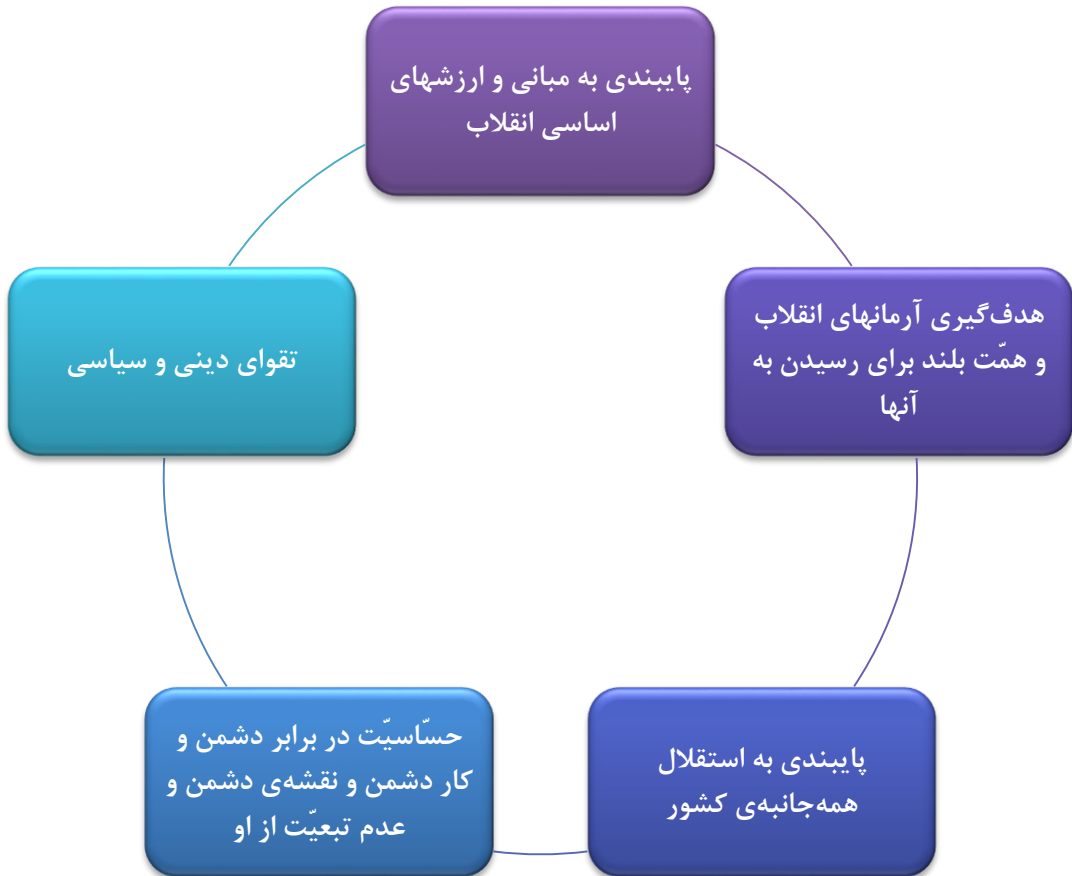 پایبندی به مبانی و ارزشهای
اساسی انقلاب
هدف‌گیری آرمانهای انقلاب
و همّت بلند برای رسیدن به
آنها
پایبندی به استقلال
همه‌جانبه‌ی کشور
حسّاسیّت در برابر دشمن و
کار دشمن و نقشه‌ی دشمن و
عدم تبعیّت از او
تقوای دینی و سیاسی